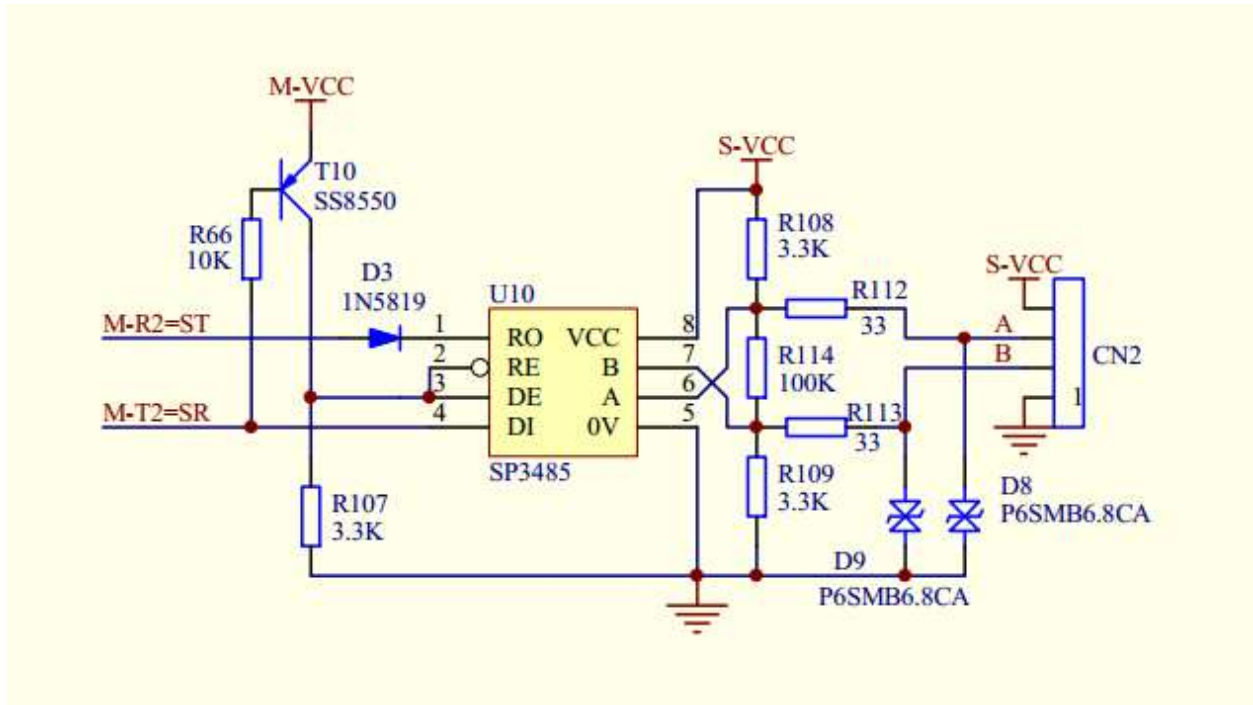 M-VCC
T10
SS8550
R66
10K
D3
1N5819
M-R2=ST
M-T2=SR
U10
1
2
3
4
RO
RE
DE
DI
VCC
B
A
0V
8
7
6
5
SP3485
R107
3.3K
S-VCC
R108
3.3K
R112
33
R114
100K
R113
33
R109
3.3K
S-VCC
A
B
CN2
1
D8
P6SMB6.8CA
D9
P6SMB6.8CA